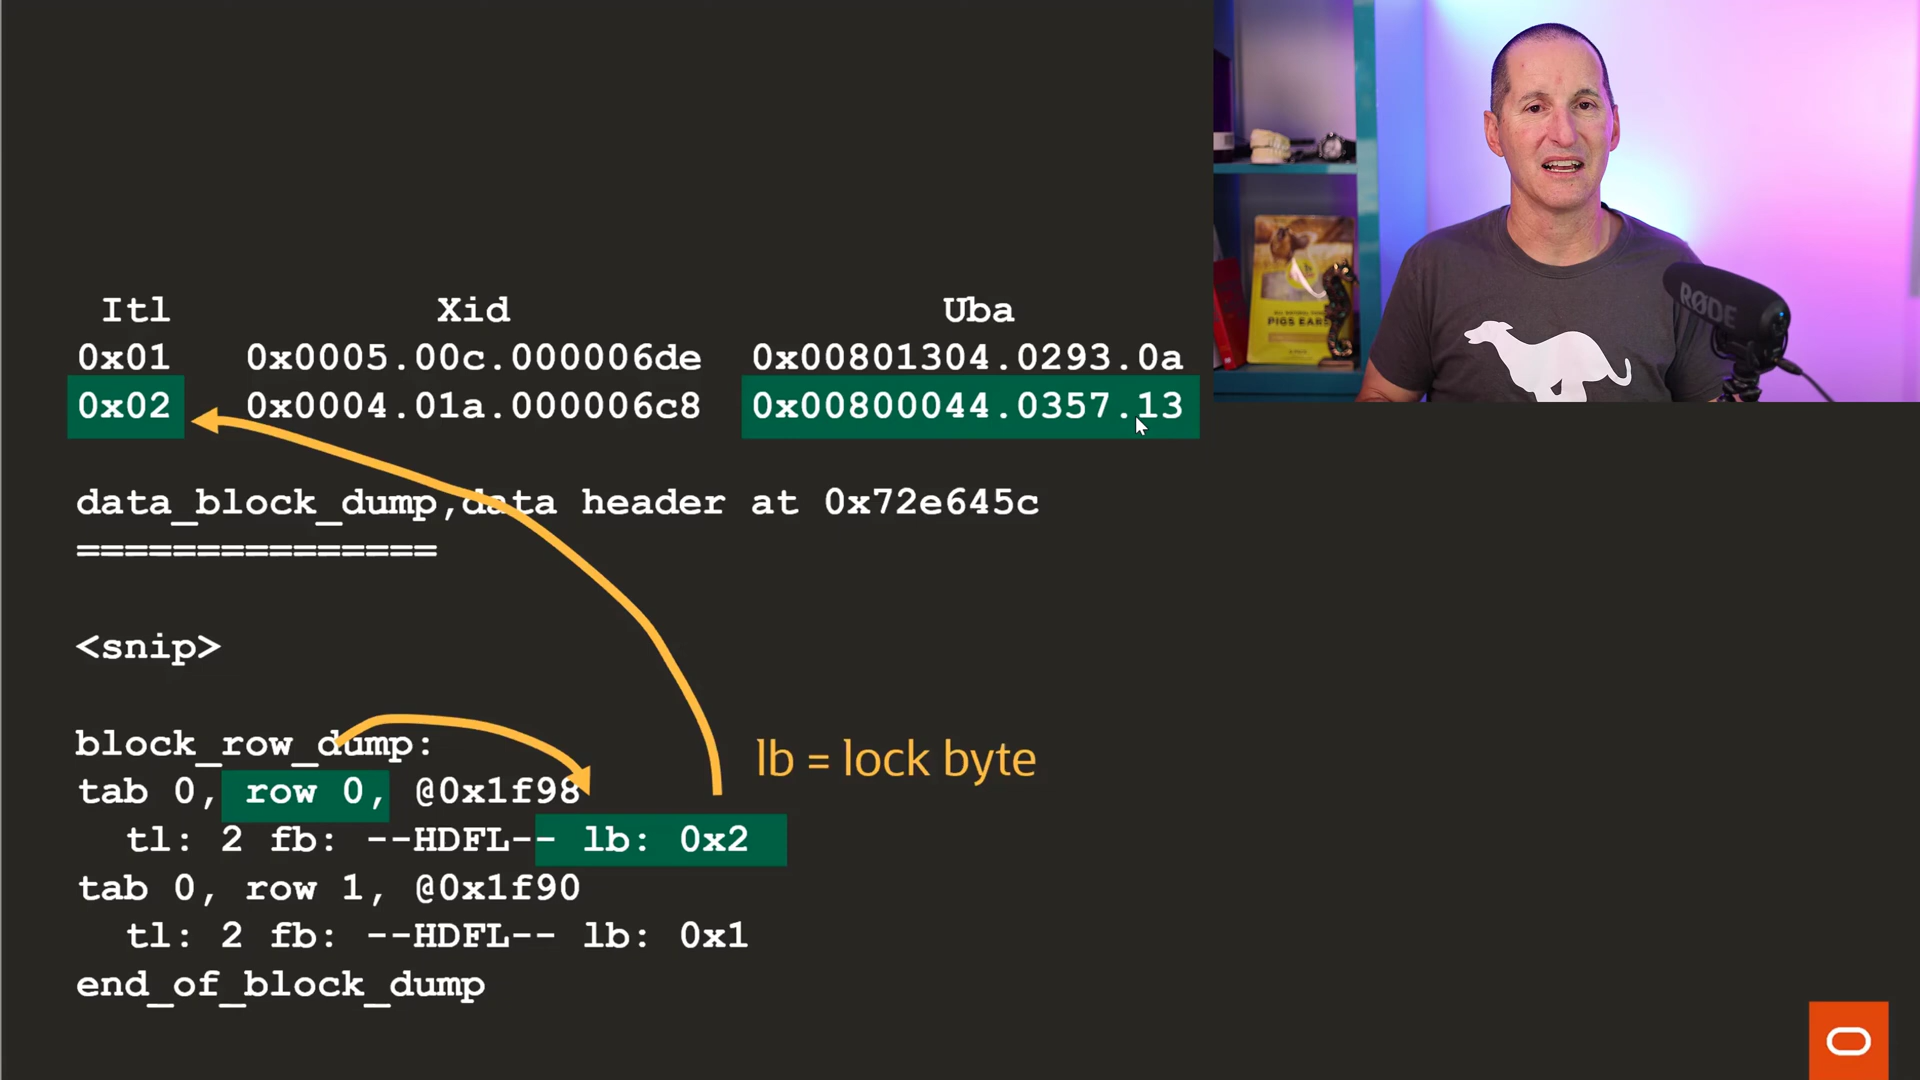 Itl Xid Uba
0x01 0x0005.00c.000006de 0x00801304.0293.0a
0x02 0x0004.01a.000006c8 0x00800044.0357.13
data_block_dump,data header at 0x72e645c
===============
<snip>
block_row_dump:
tab 0, row 0, @0x1f98
tl: 2 fb: --HDFL-- lb: 0x2
tab 0, row 1, @0x1f90
tl: 2 fb: --HDFL-- lb: 0x1
end_of_block_dump
lb = lock byte
PIGS EARS
RØDE